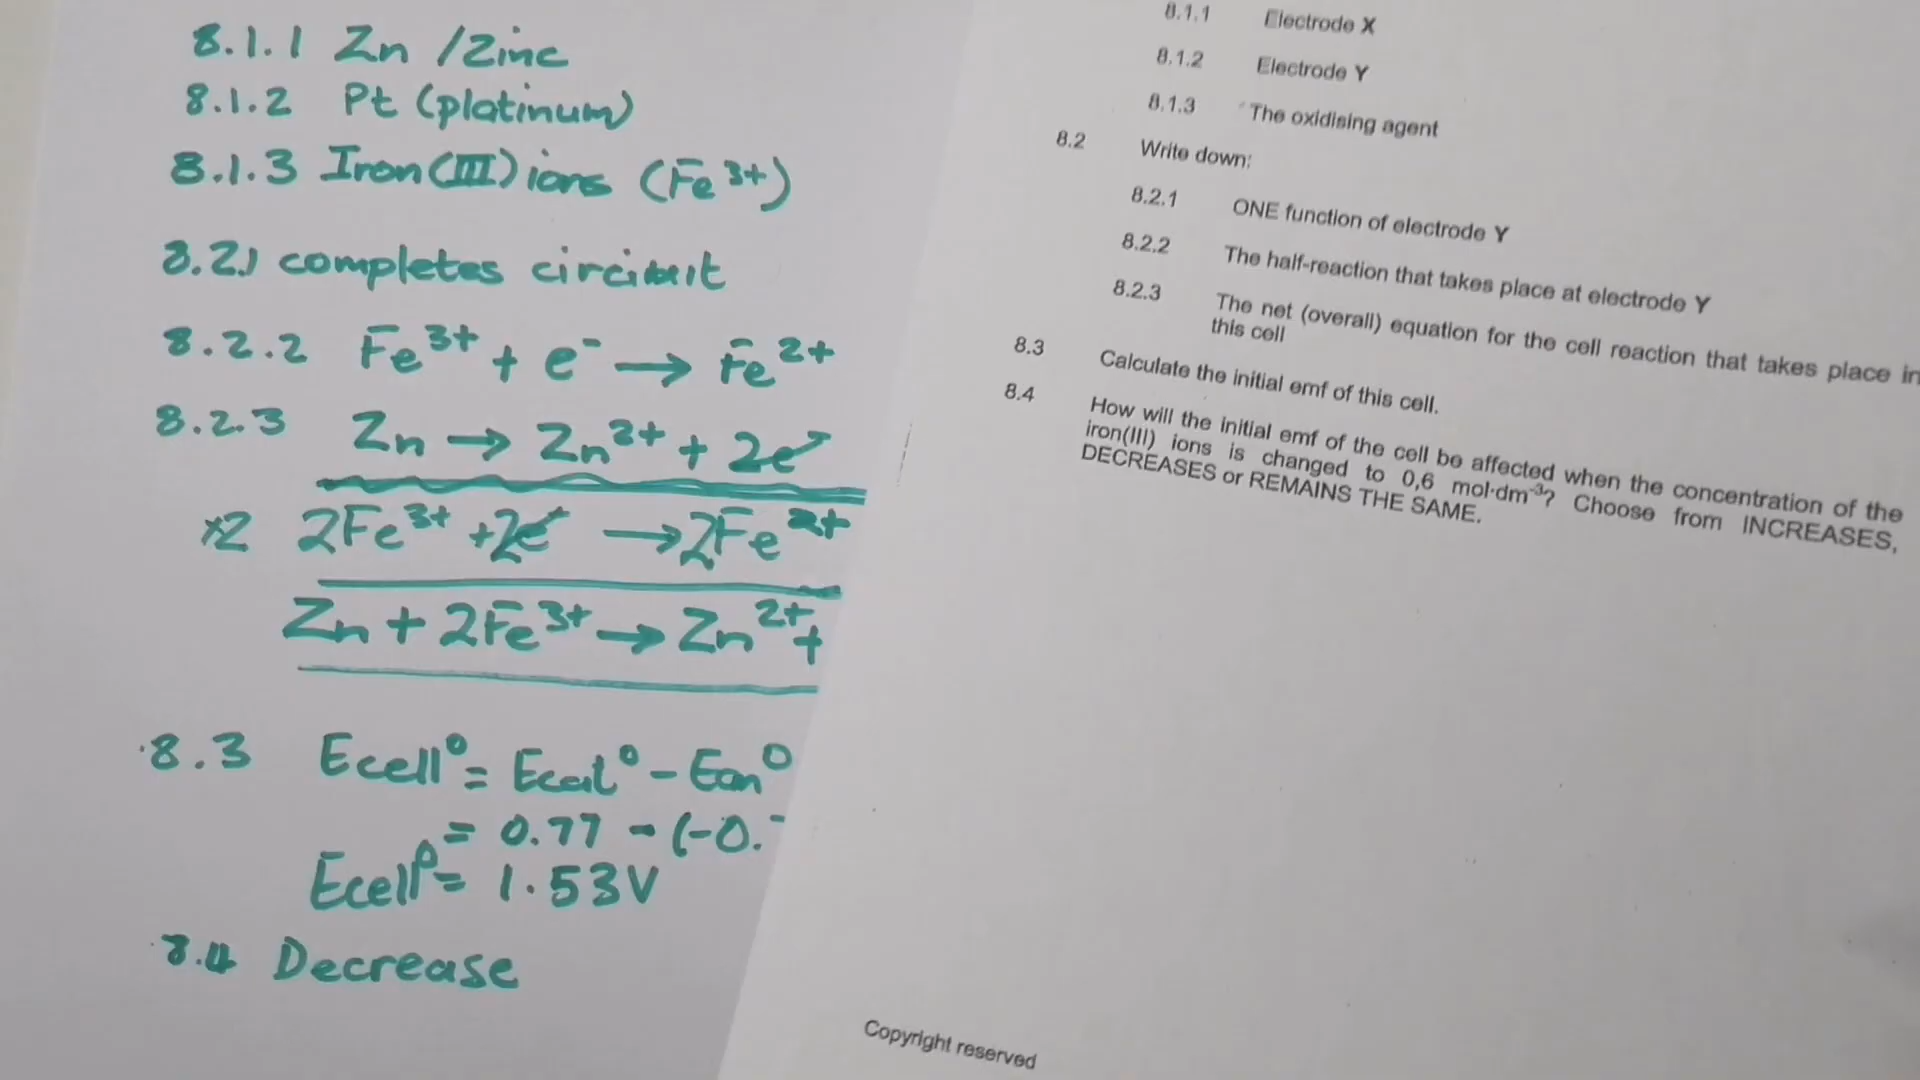 8.1.1 Zn /Zinc
8.1.2 Pt (platinum)
8.1.3 Iron(III) ions (Fe³⁺)
8.2.1 completes circuit
8.2.2 Fe³⁺ + e⁻ → Fe²⁺
8.2.3 Zn → Zn²⁺ + 2e⁻
×2 2Fe³⁺ + 2e⁻ → 2Fe²⁺
Zn + 2Fe³⁺ → Zn²⁺ +
8.3 Ecell⁰ = Ecat⁰ - Ean⁰
= 0.77 - (-0.
Ecell⁰ = 1.53V
8.4 Decrease
8.1.1 Electrode X
8.1.2 Electrode Y
8.1.3 The oxidising agent
8.2 Write down:
8.2.1 ONE function of electrode Y
8.2.2 The half-reaction that takes place at electrode Y
8.2.3 The net (overall) equation for the cell reaction that takes place in
this cell
8.3 Calculate the initial emf of this cell.
8.4 How will the initial emf of the cell be affected when the concentration of the
iron(III) ions is changed to 0,6 mol·dm⁻³? Choose from INCREASES,
DECREASES or REMAINS THE SAME.
Copyright reserved